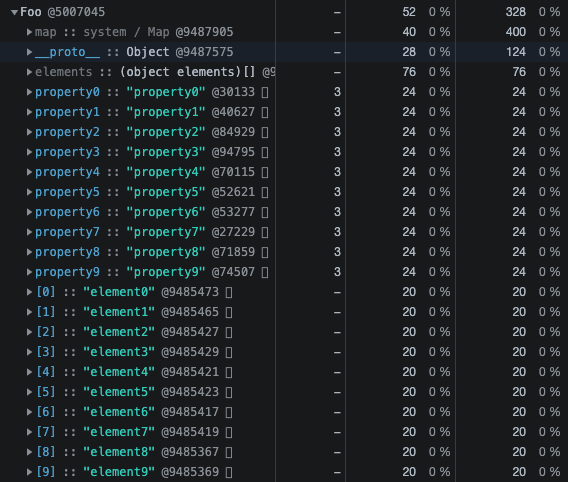 ▼Foo @5007045 – 52 0 % 328 0 %
▶map :: system / Map @9487905 – 40 0 % 400 0 %
▶__proto__ :: Object @9487575 – 28 0 % 124 0 %
▶elements :: (object elements)[] @9 – 76 0 % 76 0 %
▶property0 :: "property0" @30133 3 24 0 % 24 0 %
▶property1 :: "property1" @40627 3 24 0 % 24 0 %
▶property2 :: "property2" @84929 3 24 0 % 24 0 %
▶property3 :: "property3" @94795 3 24 0 % 24 0 %
▶property4 :: "property4" @70115 3 24 0 % 24 0 %
▶property5 :: "property5" @52621 3 24 0 % 24 0 %
▶property6 :: "property6" @53277 3 24 0 % 24 0 %
▶property7 :: "property7" @27229 3 24 0 % 24 0 %
▶property8 :: "property8" @71859 3 24 0 % 24 0 %
▶property9 :: "property9" @74507 3 24 0 % 24 0 %
▶[0] :: "element0" @9485473 – 20 0 % 20 0 %
▶[1] :: "element1" @9485465 – 20 0 % 20 0 %
▶[2] :: "element2" @9485427 – 20 0 % 20 0 %
▶[3] :: "element3" @9485429 – 20 0 % 20 0 %
▶[4] :: "element4" @9485421 – 20 0 % 20 0 %
▶[5] :: "element5" @9485423 – 20 0 % 20 0 %
▶[6] :: "element6" @9485417 – 20 0 % 20 0 %
▶[7] :: "element7" @9485419 – 20 0 % 20 0 %
▶[8] :: "element8" @9485367 – 20 0 % 20 0 %
▶[9] :: "element9" @9485369 – 20 0 % 20 0 %